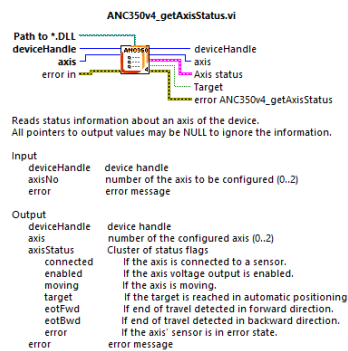 ANC350v4_getAxisStatus.vi
Path to *.DLL
deviceHandle
axis
error in
ANC350
deviceHandle
axis
Axis status
Target
error ANC350v4_getAxisStatus
Reads status information about an axis of the device.
All pointers to output values may be NULL to ignore the information.
Input
deviceHandle device handle
axisNo number of the axis to be configured (0..2)
error error message
Output
deviceHandle device handle
axis number of the configured axis (0..2)
axisStatus Cluster of status flags
connected If the axis is connected to a sensor.
enabled If the axis voltage output is enabled.
moving If the axis is moving.
target If the target is reached in automatic positioning
eotFwd If end of travel detected in forward direction.
eotBwd If end of travel detected in backward direction.
error If the axis' sensor is in error state.
error error message